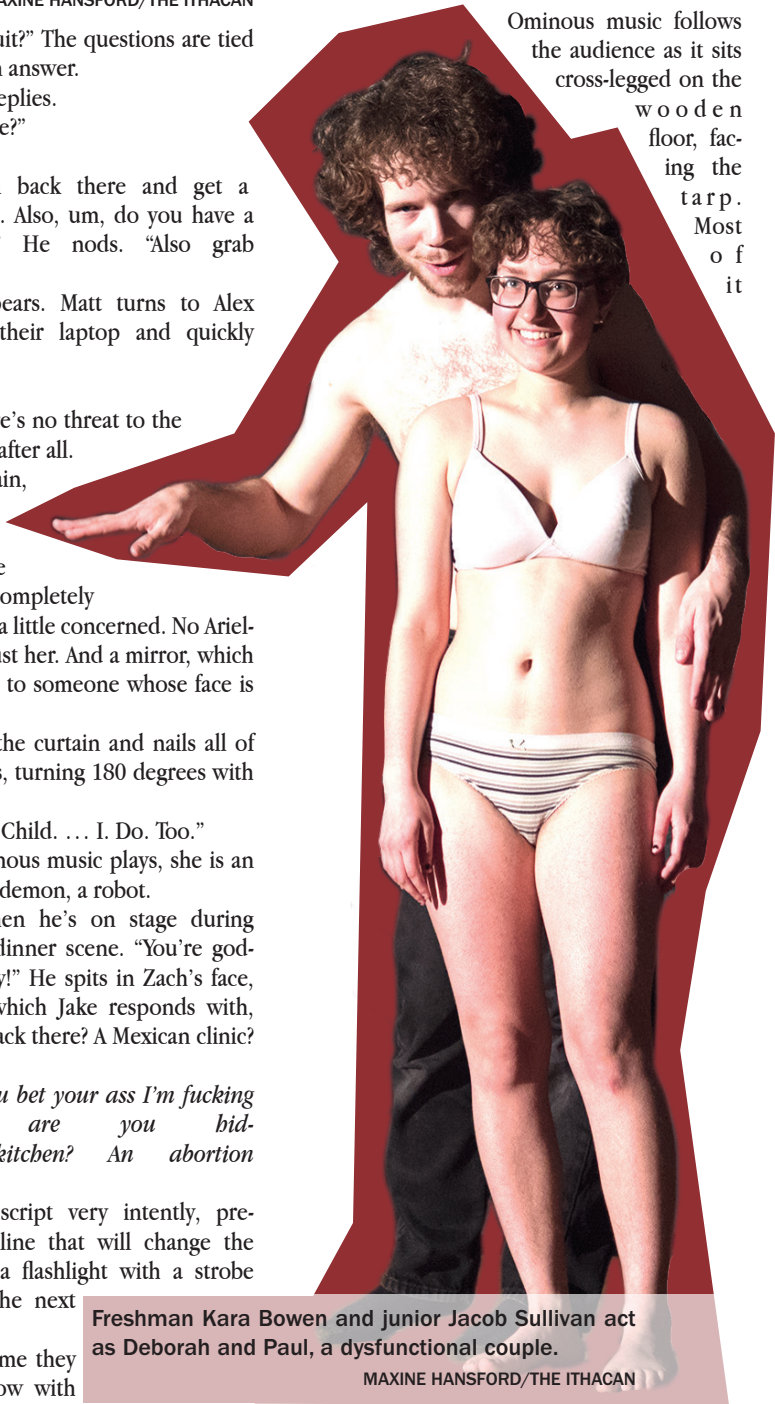 MAXINE HANSFORD/THE ITHACAN
uit?” The questions are tied
answer.
eplies.
e?”
back there and get a
. Also, um, do you have a
He nods. “Also grab
pears. Matt turns to Alex
their laptop and quickly
e’s no threat to the
after all.
ain,
e
ompletely
a little concerned. No Ariel-
ust her. And a mirror, which
to someone whose face is
the curtain and nails all of
s, turning 180 degrees with
Child. … I. Do. Too.”
nous music plays, she is an
demon, a robot.
hen he’s on stage during
dinner scene. “You’re god-
y!” He spits in Zach’s face,
which Jake responds with,
ack there? A Mexican clinic?
u bet your ass I’m fucking
are you hid-
kitchen? An abortion
script very intently, pre-
line that will change the
a flashlight with a strobe
he next
me they
ow with
Ominous music follows
the audience as it sits
cross-legged on the
wooden
floor, fac-
ing the
tarp.
Most
of
it
Freshman Kara Bowen and junior Jacob Sullivan act
as Deborah and Paul, a dysfunctional couple.
MAXINE HANSFORD/THE ITHACAN